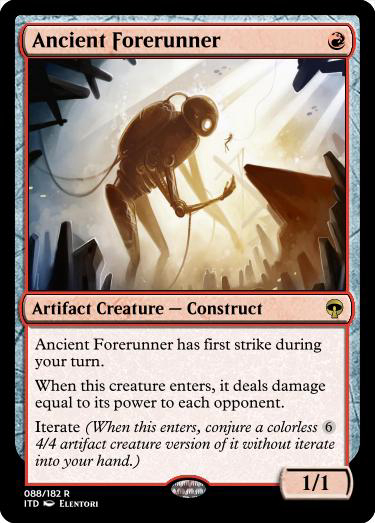 Ancient Forerunner
Artifact Creature — Construct
Ancient Forerunner has first strike during
your turn.
When this creature enters, it deals damage
equal to its power to each opponent.
Iterate (When this enters, conjure a colorless 6
4/4 artifact creature version of it without iterate
into your hand.)
1/1
088/182 R
ITD Elentori